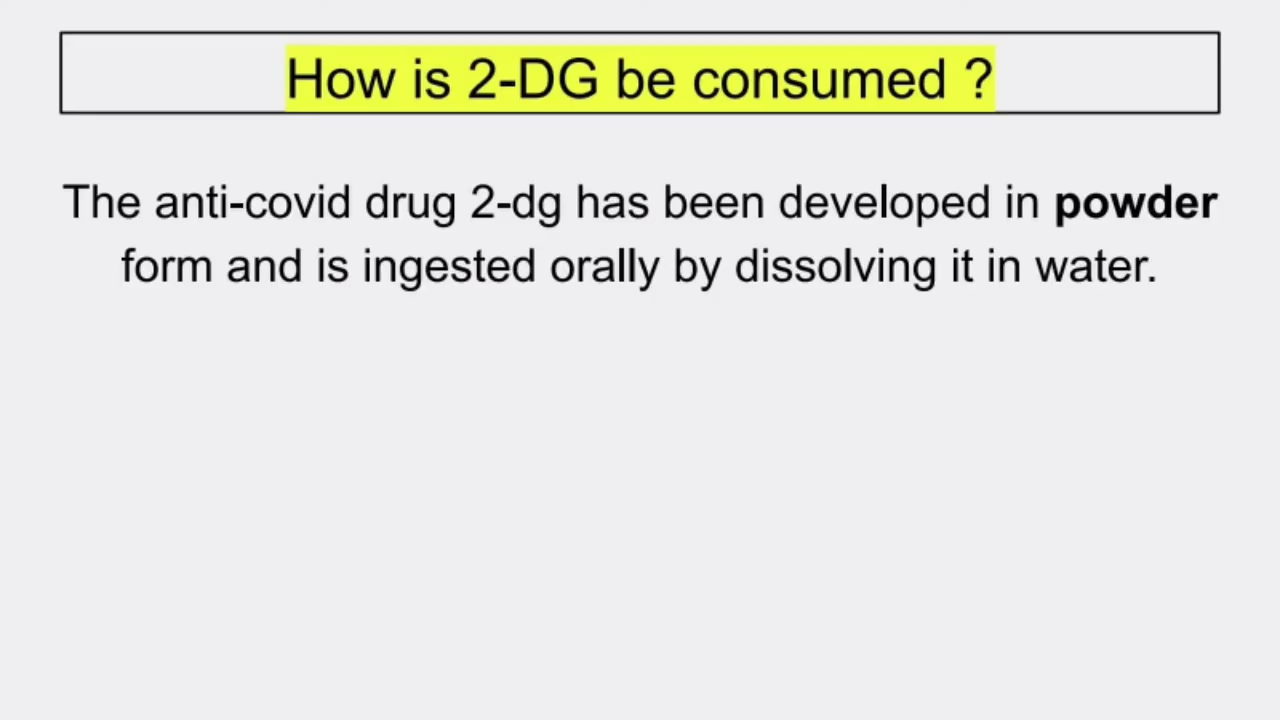 How is 2-DG be consumed ?
The anti-covid drug 2-dg has been developed in powder
form and is ingested orally by dissolving it in water.